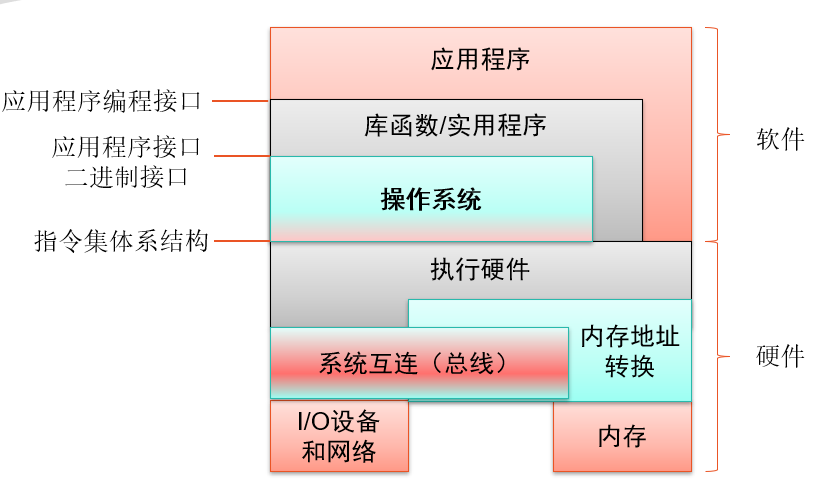 应用程序
应用程序编程接口
库函数/实用程序
应用程序接口
二进制接口
软件
操作系统
指令集体系结构
执行硬件
内存地址
转换
硬件
系统互连（总线）
I/O设备
和网络
内存